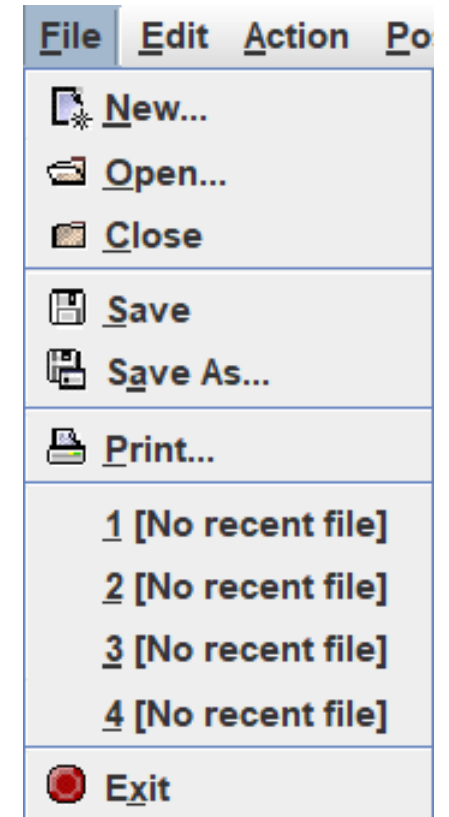 File Edit Action Po
New...
Open...
Close
Save
Save As...
Print...
1 [No recent file]
2 [No recent file]
3 [No recent file]
4 [No recent file]
Exit